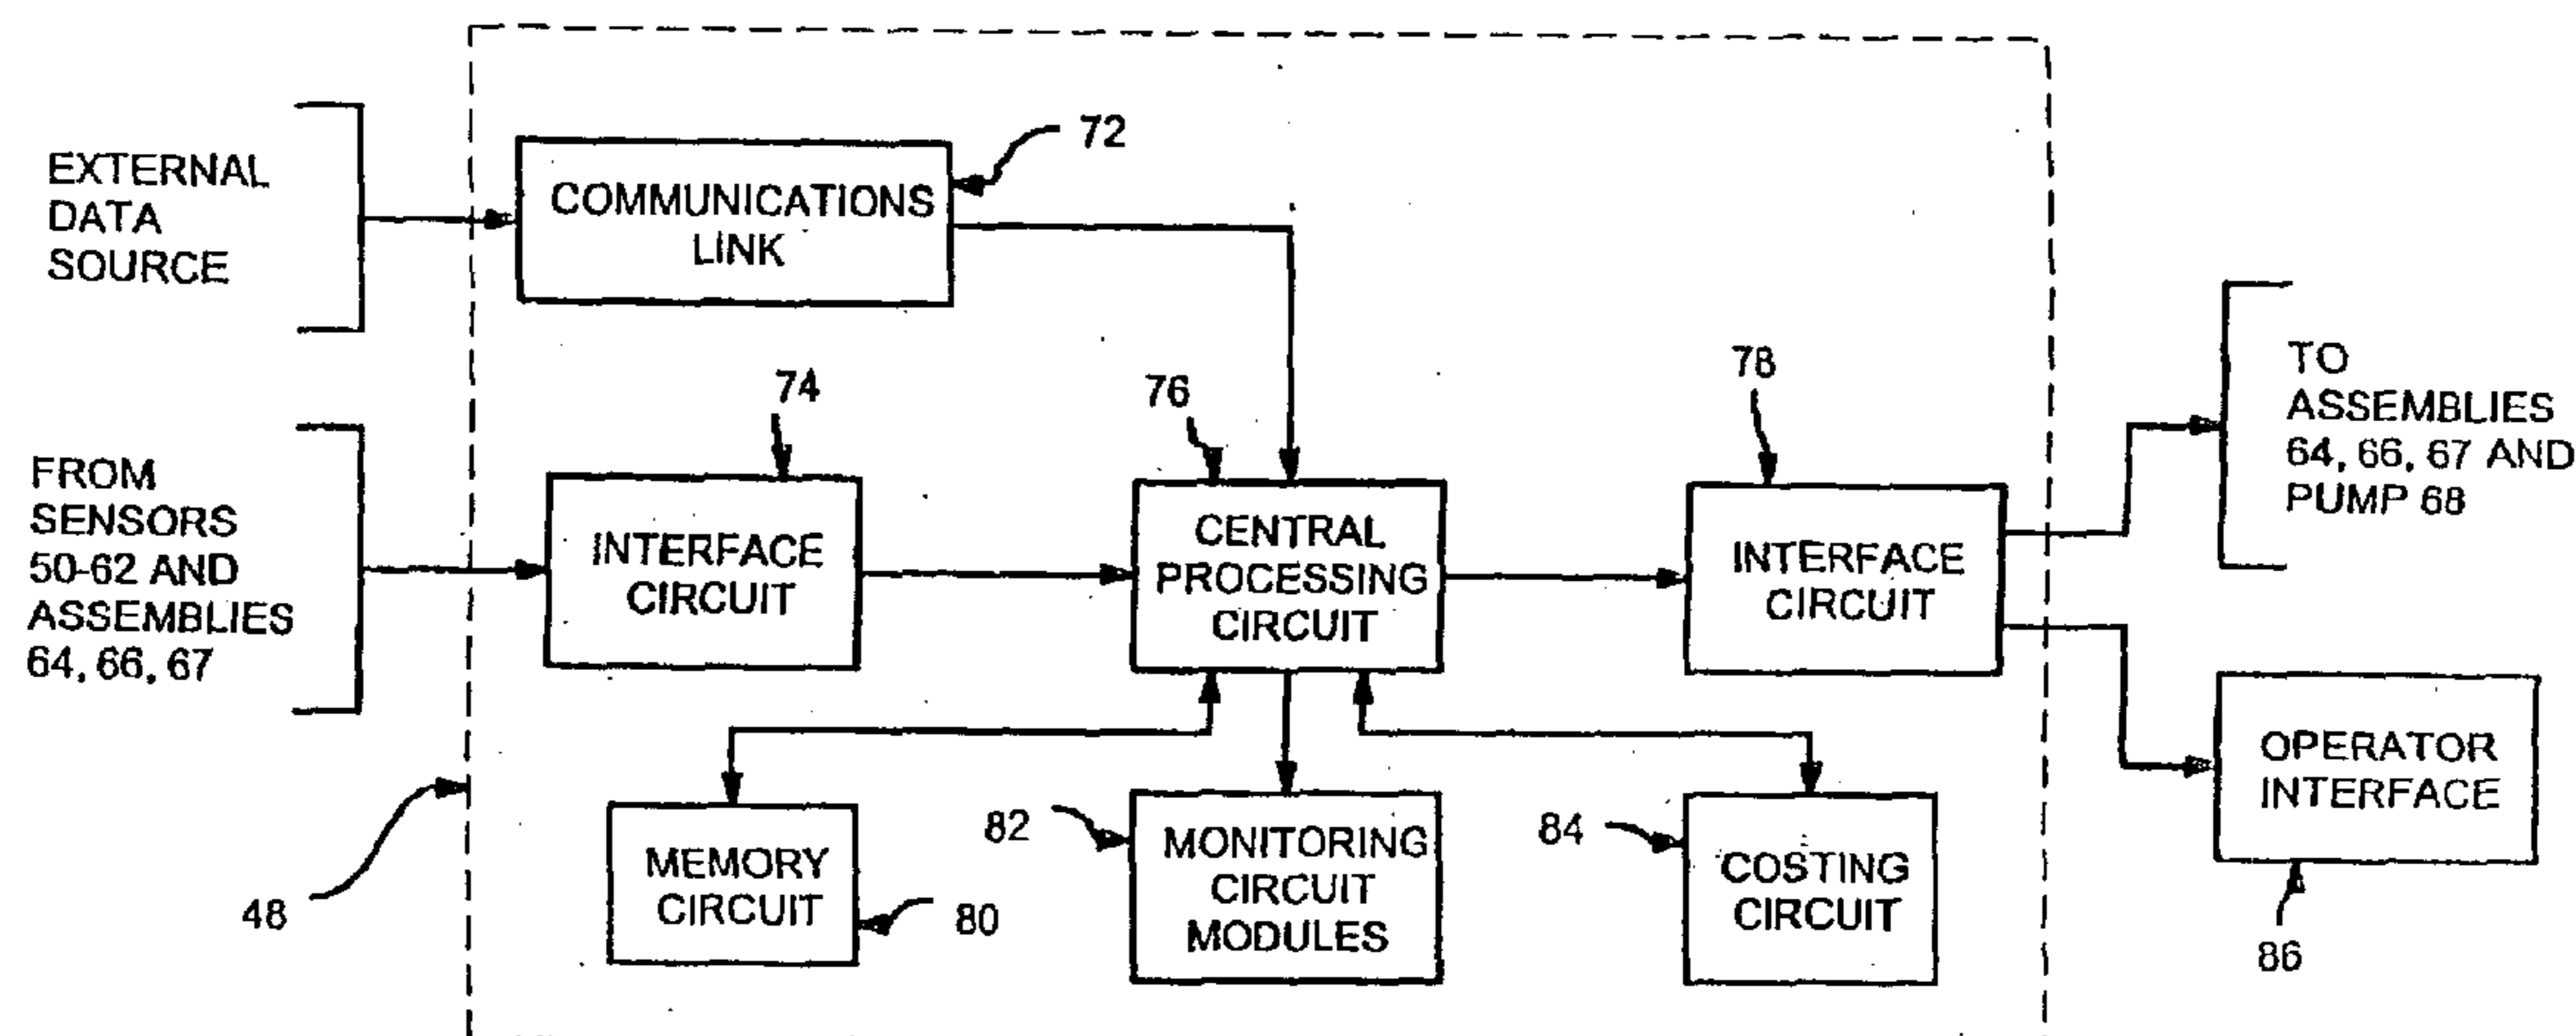 72
EXTERNAL
DATA
SOURCE
COMMUNICATIONS
LINK
74
76
78
TO
ASSEMBLIES
64, 66, 67 AND
PUMP 68
FROM
SENSORS
50-62 AND
ASSEMBLIES
64, 66, 67
INTERFACE
CIRCUIT
CENTRAL
PROCESSING
CIRCUIT
INTERFACE
CIRCUIT
OPERATOR
INTERFACE
86
48
MEMORY
CIRCUIT
80
82
MONITORING
CIRCUIT
MODULES
84
COSTING
CIRCUIT